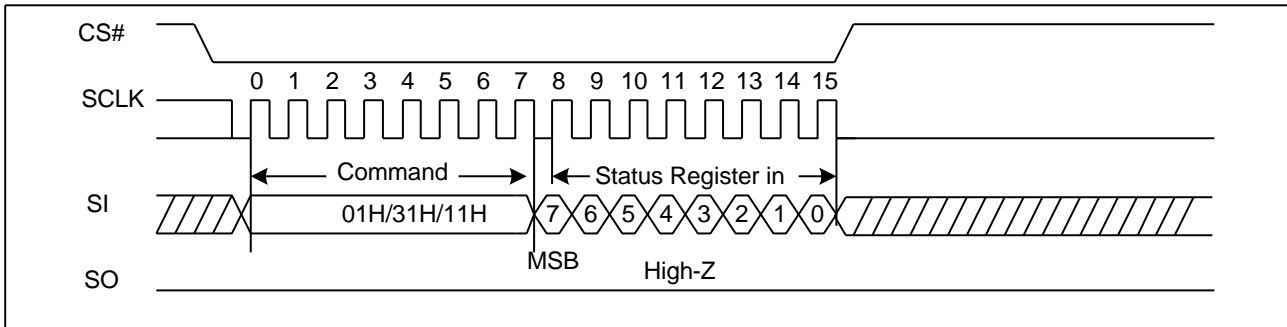 CS#
0 1 2 3 4 5 6 7 8 9 10 11 12 13 14 15
SCLK
Command Status Register in
SI 01H/31H/11H 7 6 5 4 3 2 1 0
MSB High-Z
SO